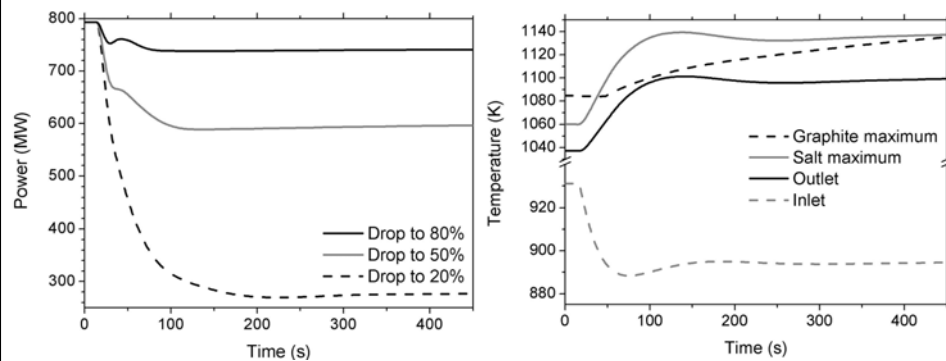 800
700
600
500
400
300
Power (MW)
Drop to 80%
Drop to 50%
Drop to 20%
0 100 200 300 400
Time (s)
1140
1120
1100
1080
1060
1040
920
900
880
Temperature (K)
Graphite maximum
Salt maximum
Outlet
Inlet
0 100 200 300 400
Time (s)